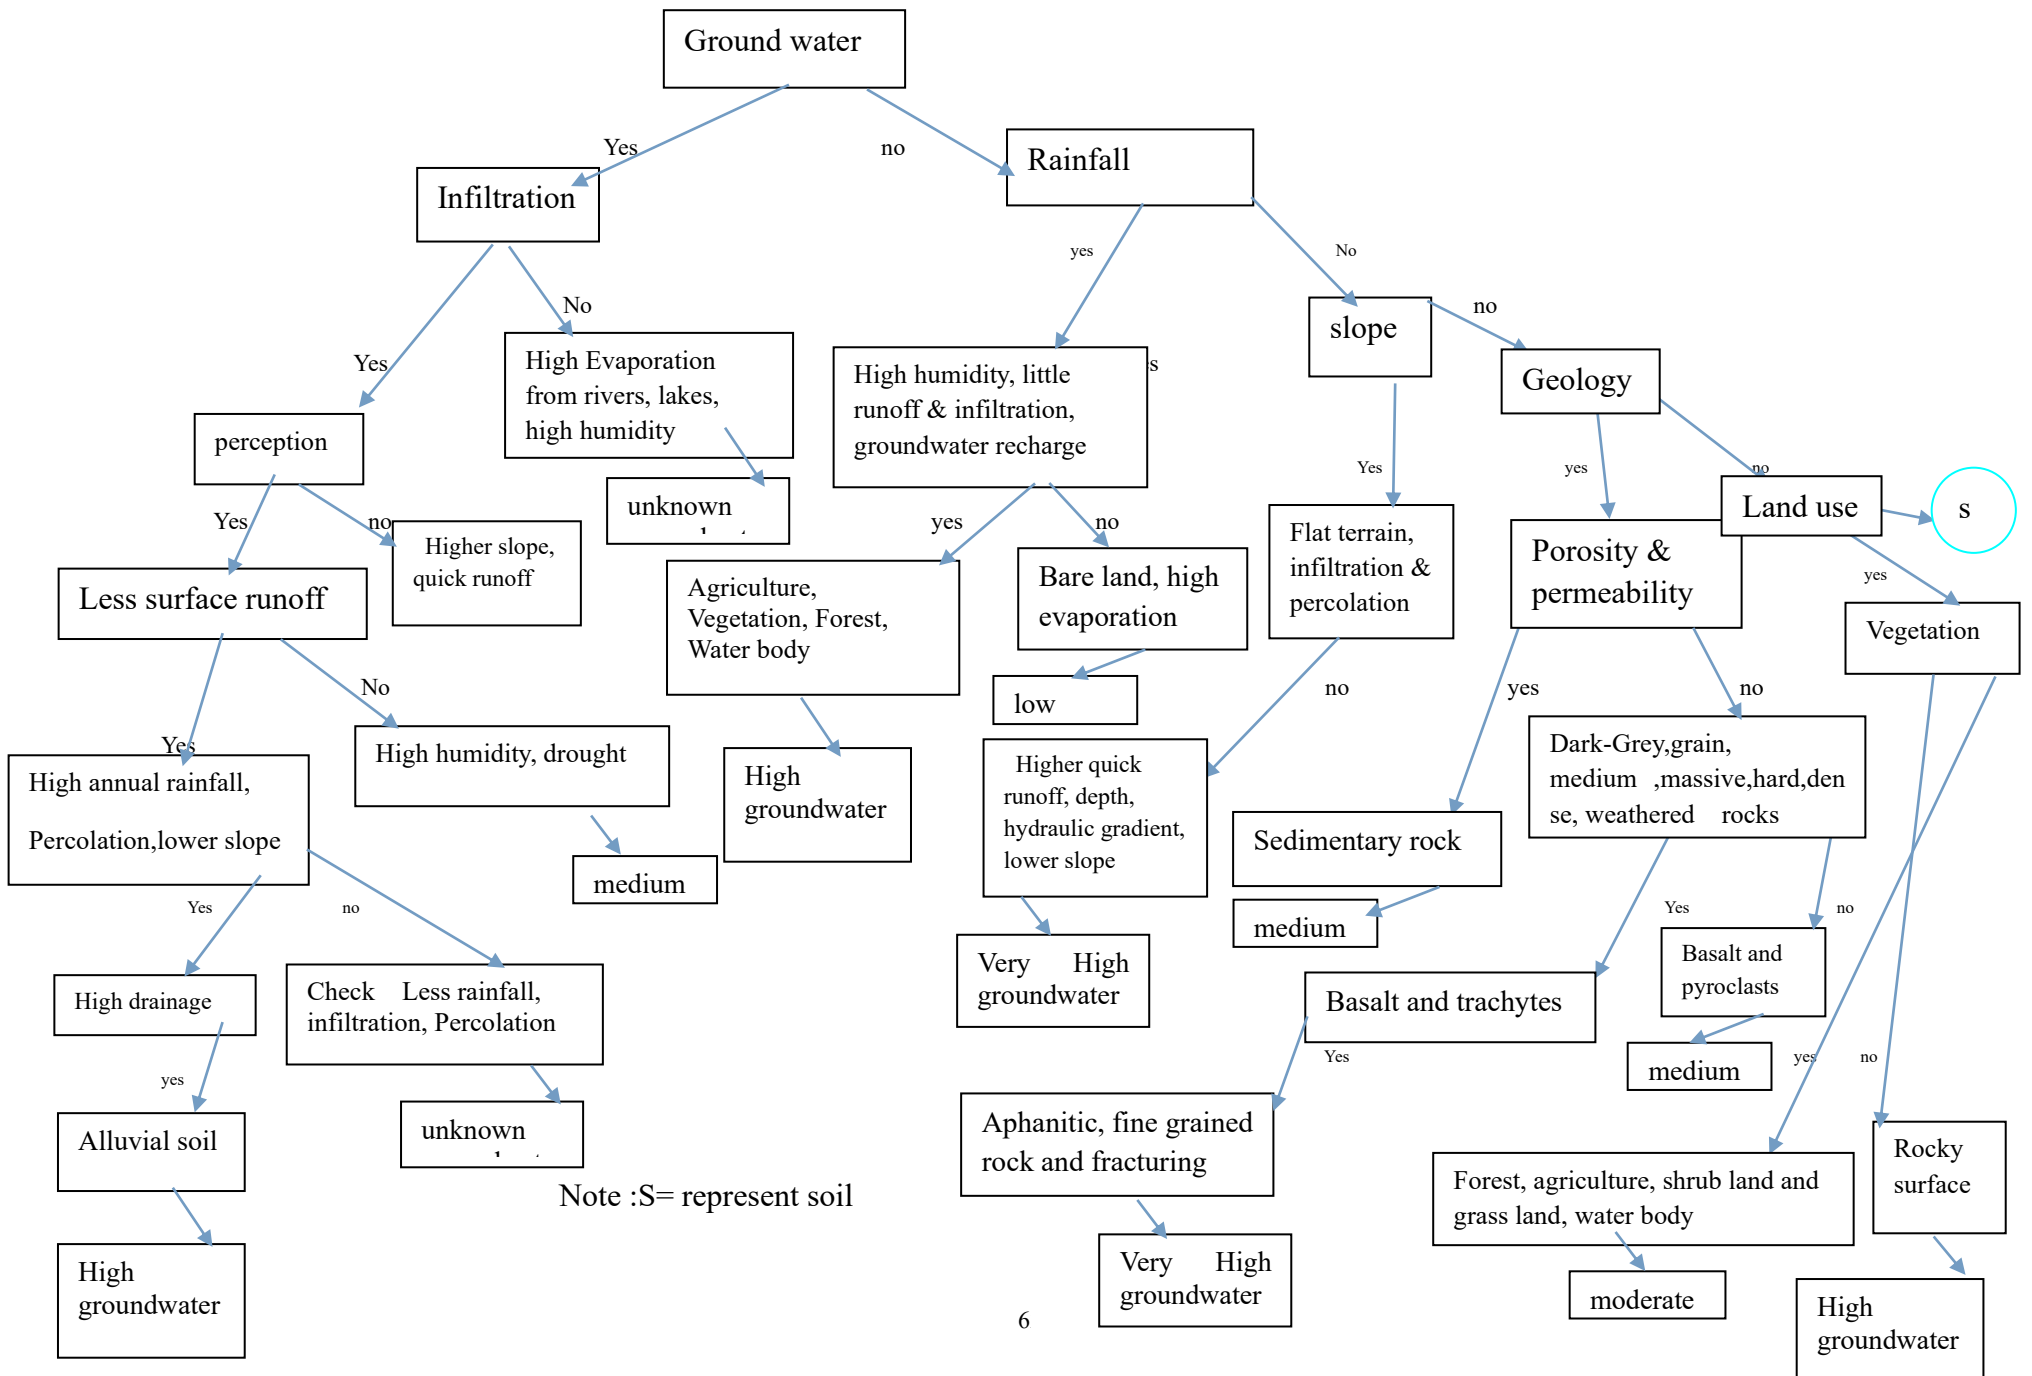 Ground water
Rainfall
Yes
no
Infiltration
yes
No
No
slope
no
Yes
High Evaporation
from rivers, lakes,
high humidity
High humidity, little
runoff & infiltration,
groundwater recharge
Geology
perception
Yes
yes
no
unknown
Land use
s
Yes
no
Higher slope,
quick runoff
yes
no
Flat terrain,
infiltration &
percolation
Porosity &
permeability
yes
Less surface runoff
Agriculture,
Vegetation, Forest,
Water body
Bare land, high
evaporation
Vegetation
No
low
no
yes
no
Yes
High humidity, drought
High annual rainfall,
Percolation,lower slope
High
groundwater
Higher quick
runoff, depth,
hydraulic gradient,
lower slope
Dark-Grey,grain,
medium ,massive,hard,den
se, weathered rocks
Sedimentary rock
medium
Yes
no
medium
Yes
no
Very High
groundwater
Basalt and
pyroclasts
High drainage
Check Less rainfall,
infiltration, Percolation
Basalt and trachytes
Yes
medium
yes
no
yes
Alluvial soil
unknown
Aphanitic, fine grained
rock and fracturing
Rocky
surface
Note :S= represent soil
Forest, agriculture, shrub land and
grass land, water body
High
groundwater
Very High
groundwater
moderate
High
groundwater
6